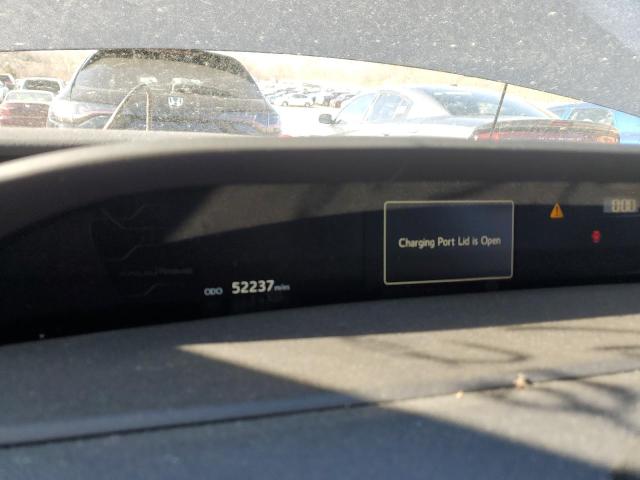 Charging Port Lid is Open
ODO 52237 miles